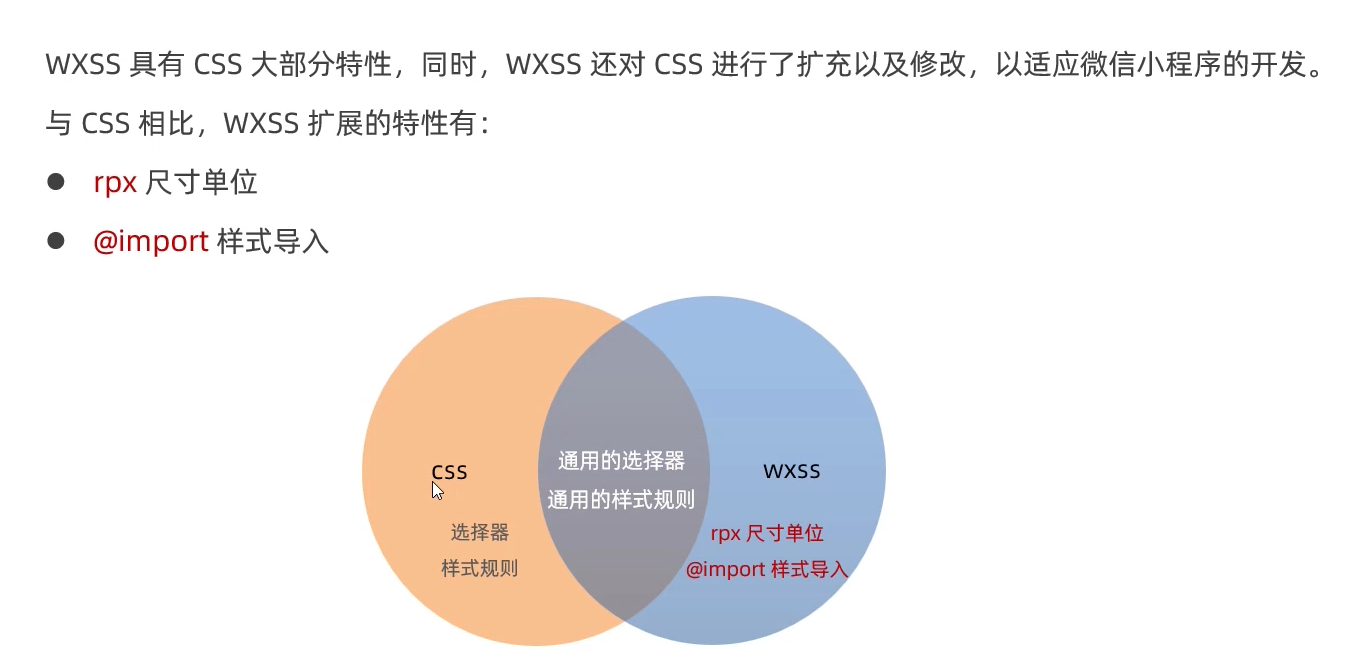 WXSS 具有 CSS 大部分特性，同时，WXSS 还对 CSS 进行了扩充以及修改，以适应微信小程序的开发。
与 CSS 相比，WXSS 扩展的特性有：
● rpx 尺寸单位
● @import 样式导入
通用的选择器
CSS
WXSS
通用的样式规则
选择器
rpx 尺寸单位
样式规则
@import 样式导入